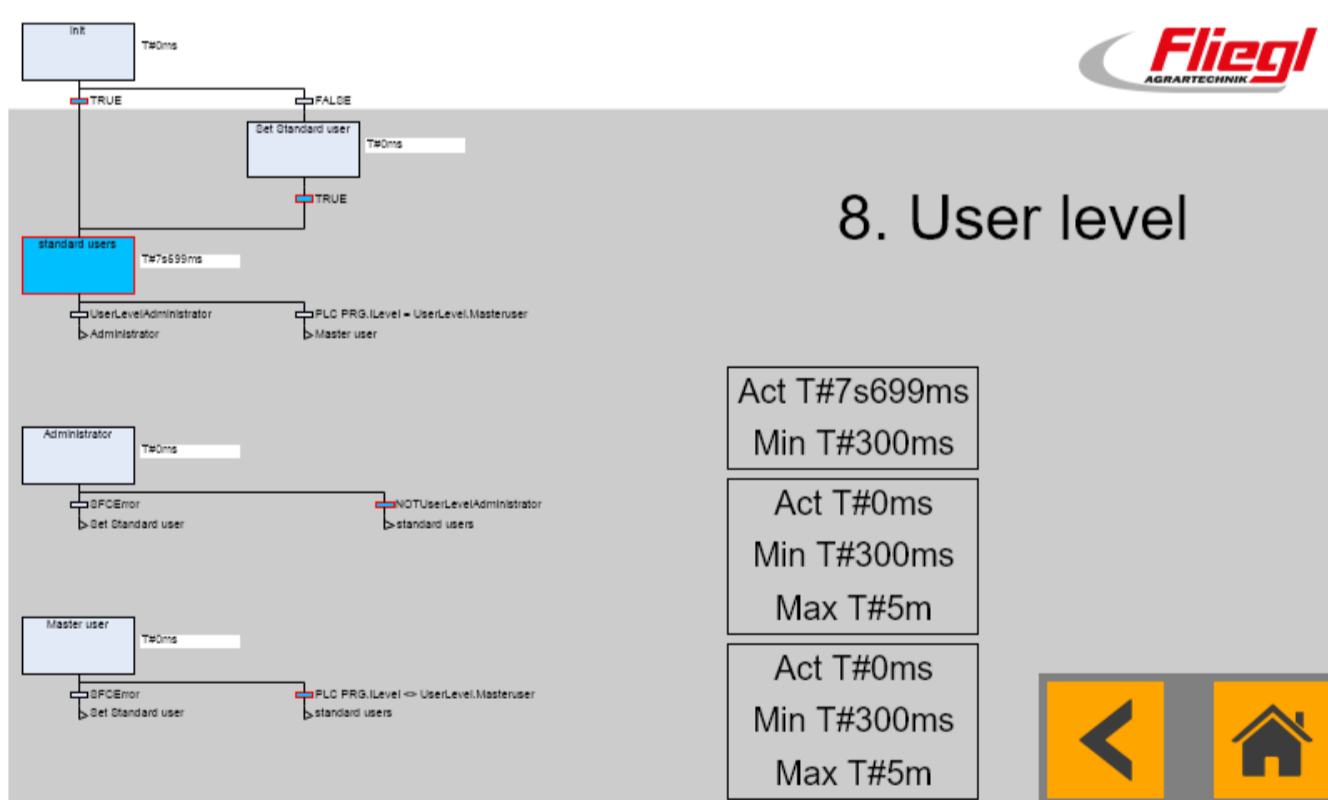 Init
T#0ms
Fliegl
AGRARTECHNIK
TRUE
FALSE
Set Standard user
T#0ms
TRUE
8. User level
standard users
T#7s699ms
UserLevelAdministrator
PLC PRG.ILevel = UserLevel.Masteruser
Administrator
Master user
Act T#7s699ms
Min T#300ms
Administrator
T#0ms
SFCError
NOTUserLevelAdministrator
Set Standard user
standard users
Act T#0ms
Min T#300ms
Max T#5m
Master user
T#0ms
SFCError
PLC PRG.ILevel <> UserLevel.Masteruser
Set Standard user
standard users
Act T#0ms
Min T#300ms
Max T#5m